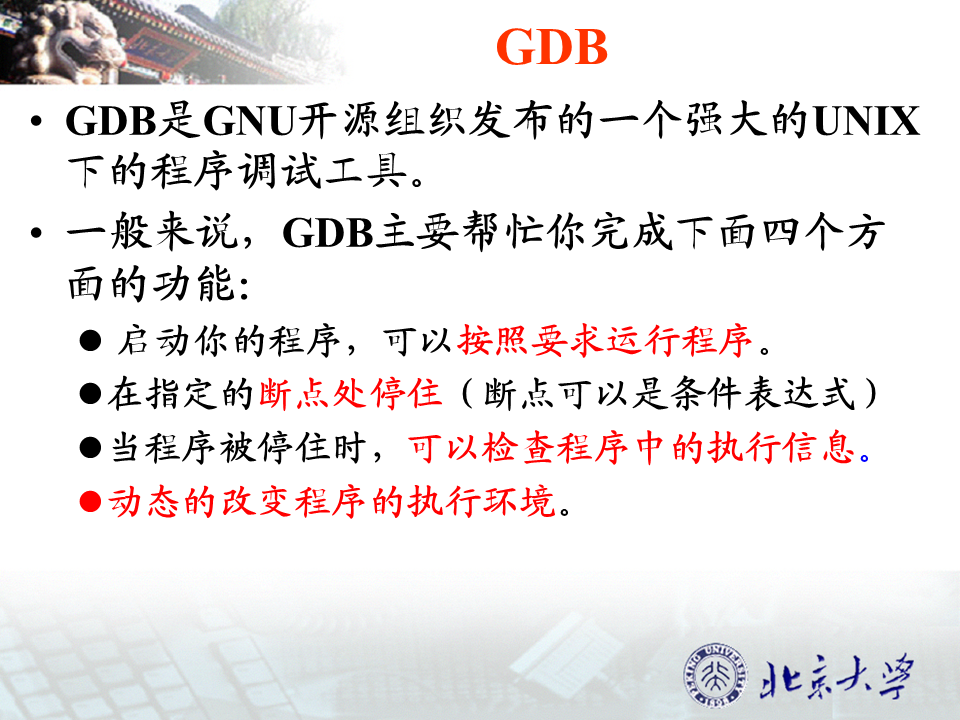 GDB
• GDB是GNU开源组织发布的一个强大的UNIX
下的程序调试工具。
• 一般来说，GDB主要帮忙你完成下面四个方
面的功能：
● 启动你的程序，可以按照要求运行程序。
●在指定的断点处停住（断点可以是条件表达式）
●当程序被停住时，可以检查程序中的执行信息。
●动态的改变程序的执行环境。
PEKING UNIVERSITY
1898
北京大学